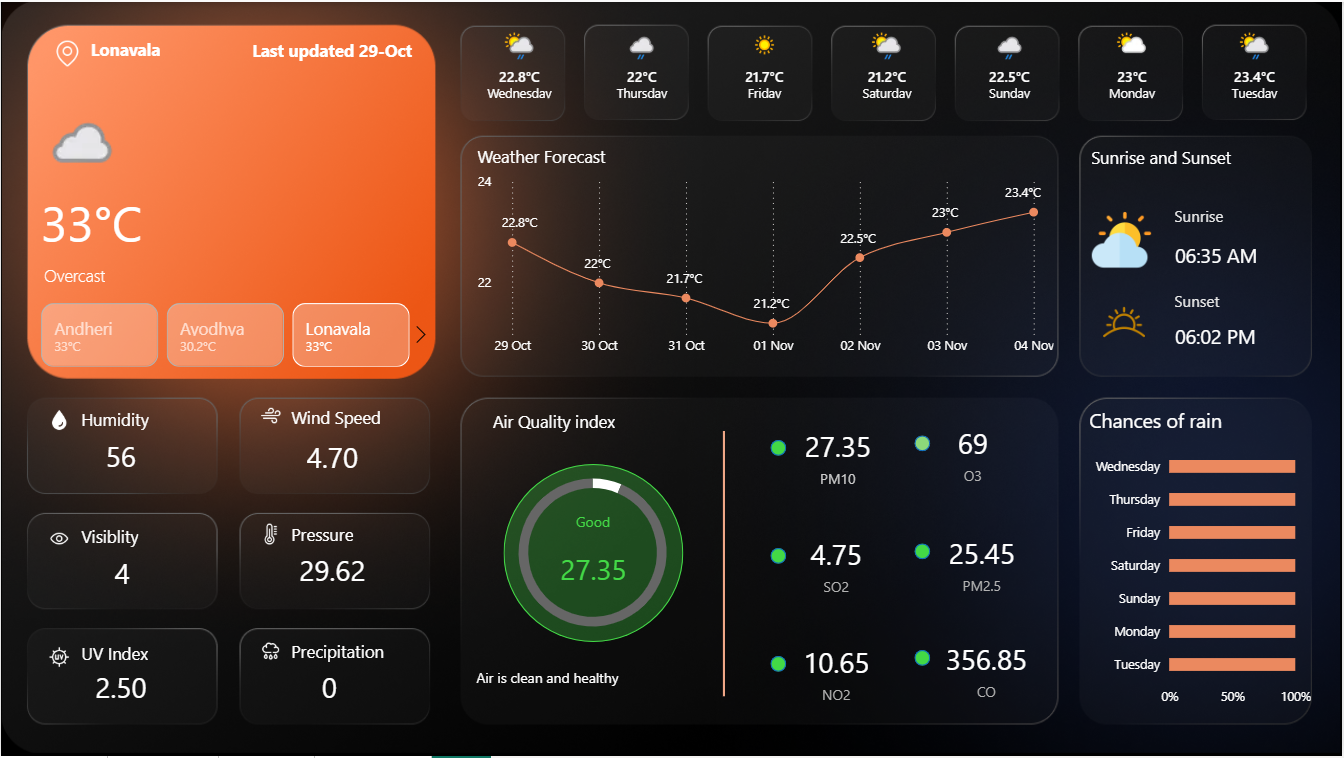 Lonavala
Last updated 29-Oct
33°C
Overcast
Andheri
33°C
Ayodhya
30.2°C
Lonavala
33°C
22.8°C
Wednesday
22°C
Thursday
21.7°C
Friday
21.2°C
Saturday
22.5°C
Sunday
23°C
Monday
23.4°C
Tuesday
Weather Forecast
24
22
22.8°C
22°C
21.7°C
21.2°C
22.5°C
23°C
23.4°C
29 Oct
30 Oct
31 Oct
01 Nov
02 Nov
03 Nov
04 Nov
Sunrise and Sunset
Sunrise
06:35 AM
Sunset
06:02 PM
Humidity
56
Wind Speed
4.70
Visiblity
4
Pressure
29.62
UV
UV Index
2.50
Precipitation
0
Air Quality index
Good
27.35
Air is clean and healthy
27.35
PM10
69
O3
4.75
SO2
25.45
PM2.5
10.65
NO2
356.85
CO
Chances of rain
Wednesday
Thursday
Friday
Saturday
Sunday
Monday
Tuesday
0%
50%
100%